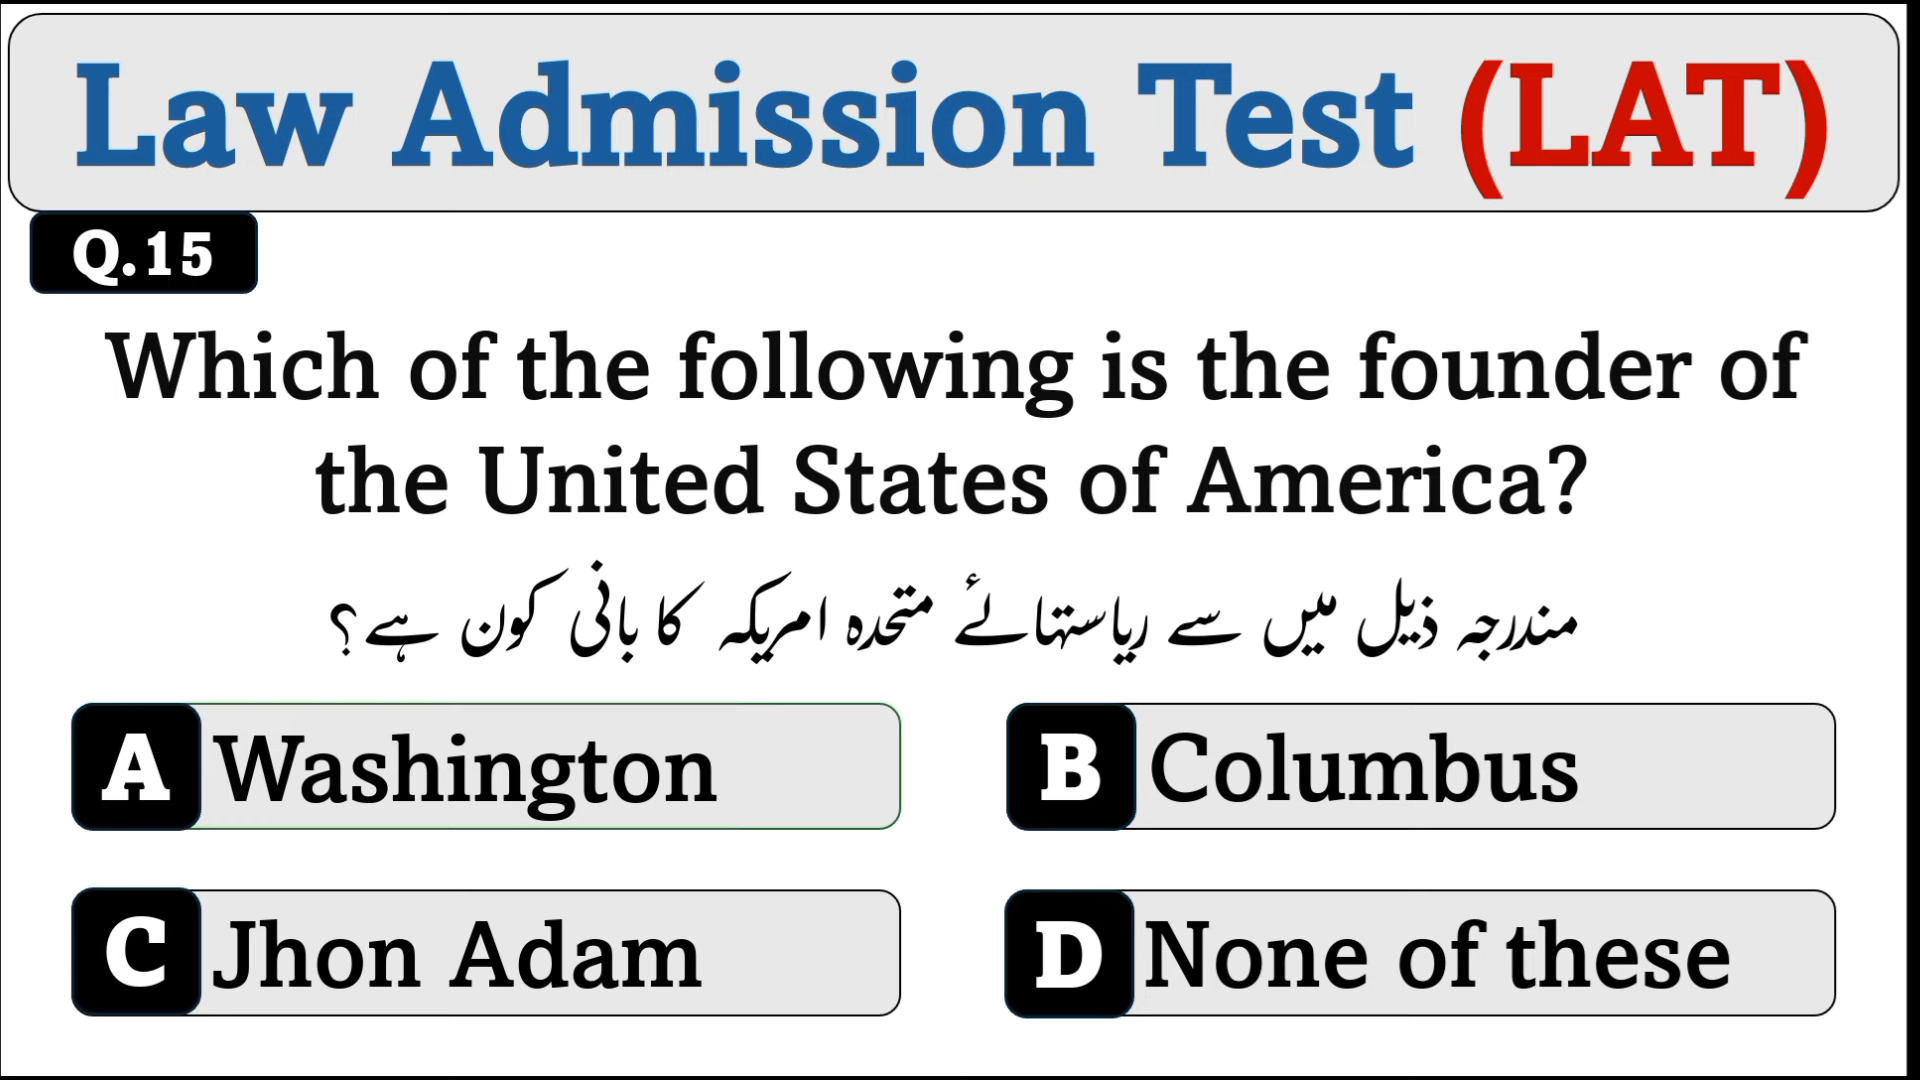 Law Admission Test (LAT)
Q.15
Which of the following is the founder of
the United States of America?
مندرجہ ذیل میں سے ریاستہائے متحدہ امریکہ کا بانی کون ہے؟
A Washington
B Columbus
C Jhon Adam
D None of these